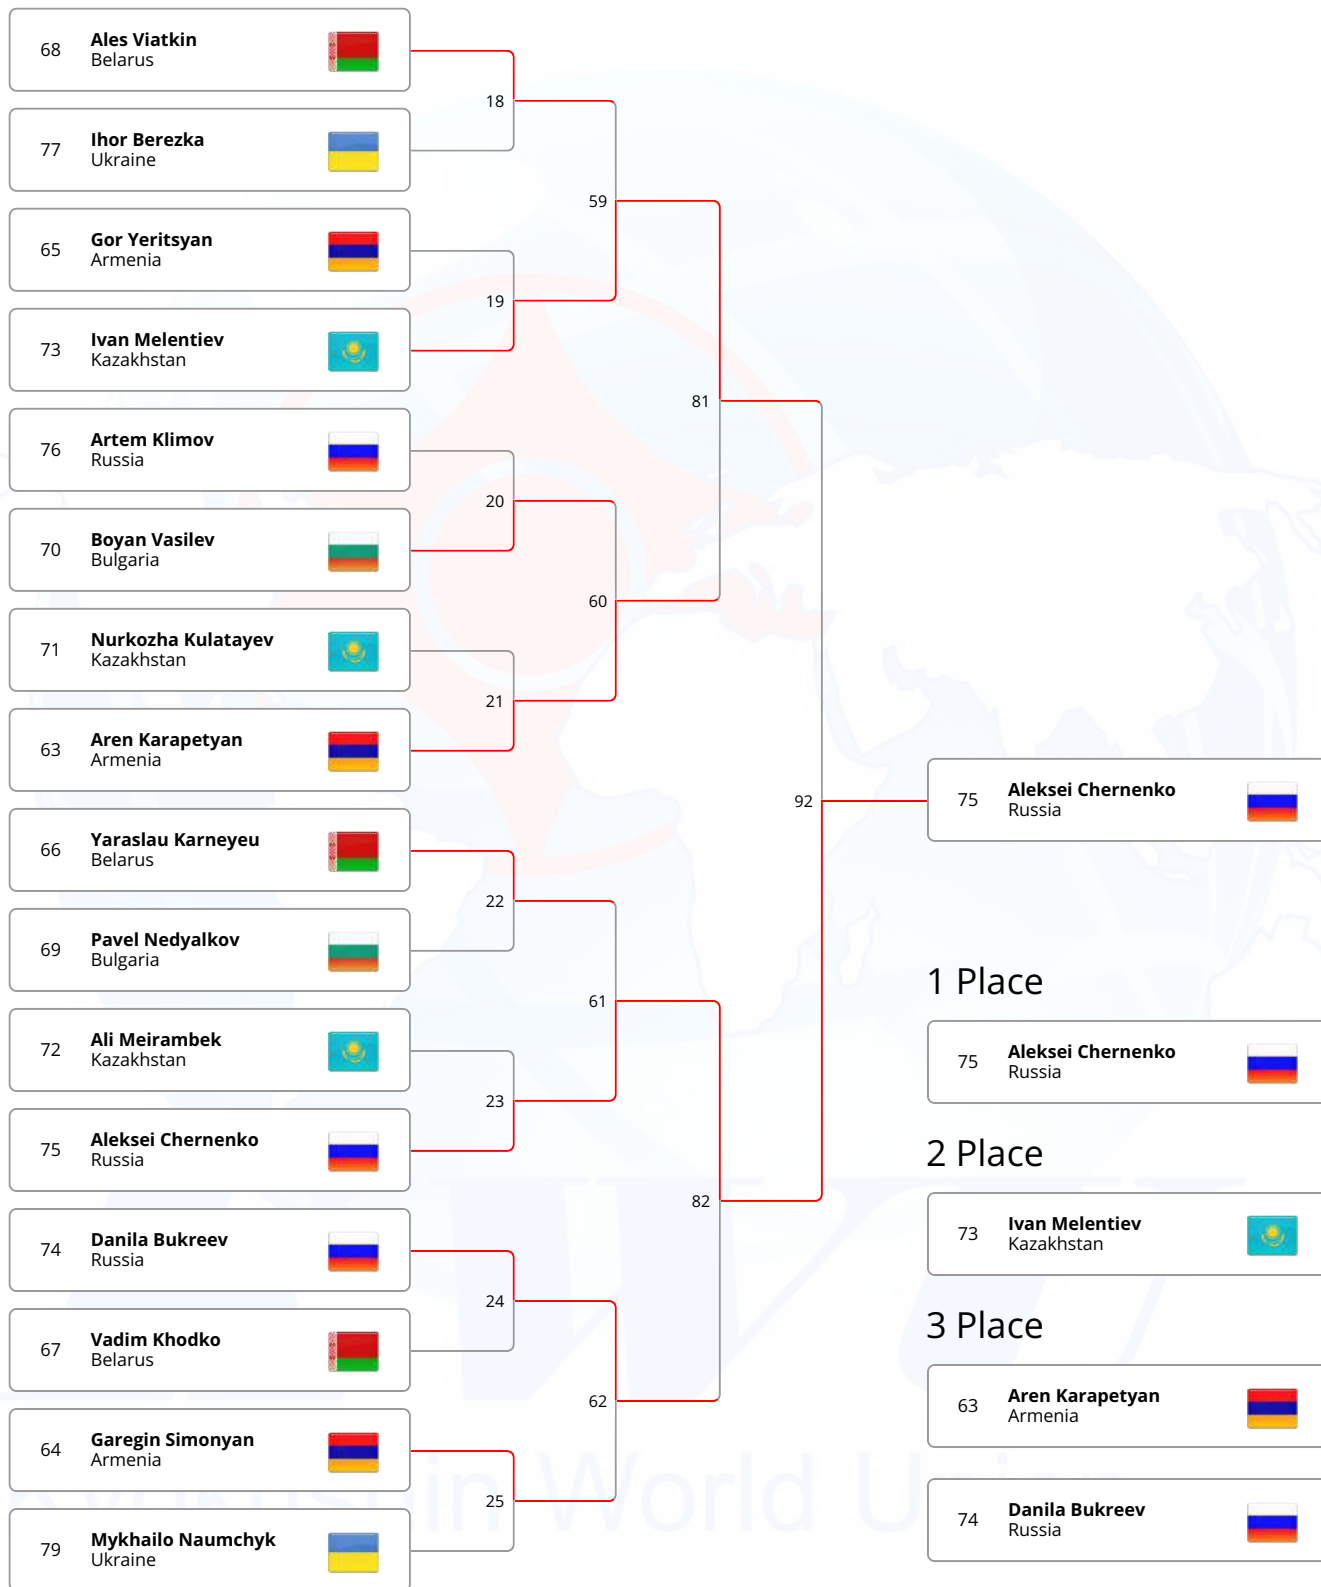 68 Ales Viatkin
Belarus
18
77 Ihor Berezka
Ukraine
59
65 Gor Yeritsyan
Armenia
19
73 Ivan Melentiev
Kazakhstan
81
76 Artem Klimov
Russia
20
70 Boyan Vasilev
Bulgaria
60
71 Nurkozha Kulatayev
Kazakhstan
21
63 Aren Karapetyan
Armenia
92
75 Aleksei Chernenko
Russia
66 Yaraslau Karneyeu
Belarus
22
69 Pavel Nedyalkov
Bulgaria
61
72 Ali Meirambek
Kazakhstan
23
75 Aleksei Chernenko
Russia
82
74 Danila Bukreev
Russia
24
67 Vadim Khodko
Belarus
62
64 Garegin Simonyan
Armenia
25
79 Mykhailo Naumchyk
Ukraine
1 Place
75 Aleksei Chernenko
Russia
2 Place
73 Ivan Melentiev
Kazakhstan
3 Place
63 Aren Karapetyan
Armenia
74 Danila Bukreev
Russia
Kyokushin World Union